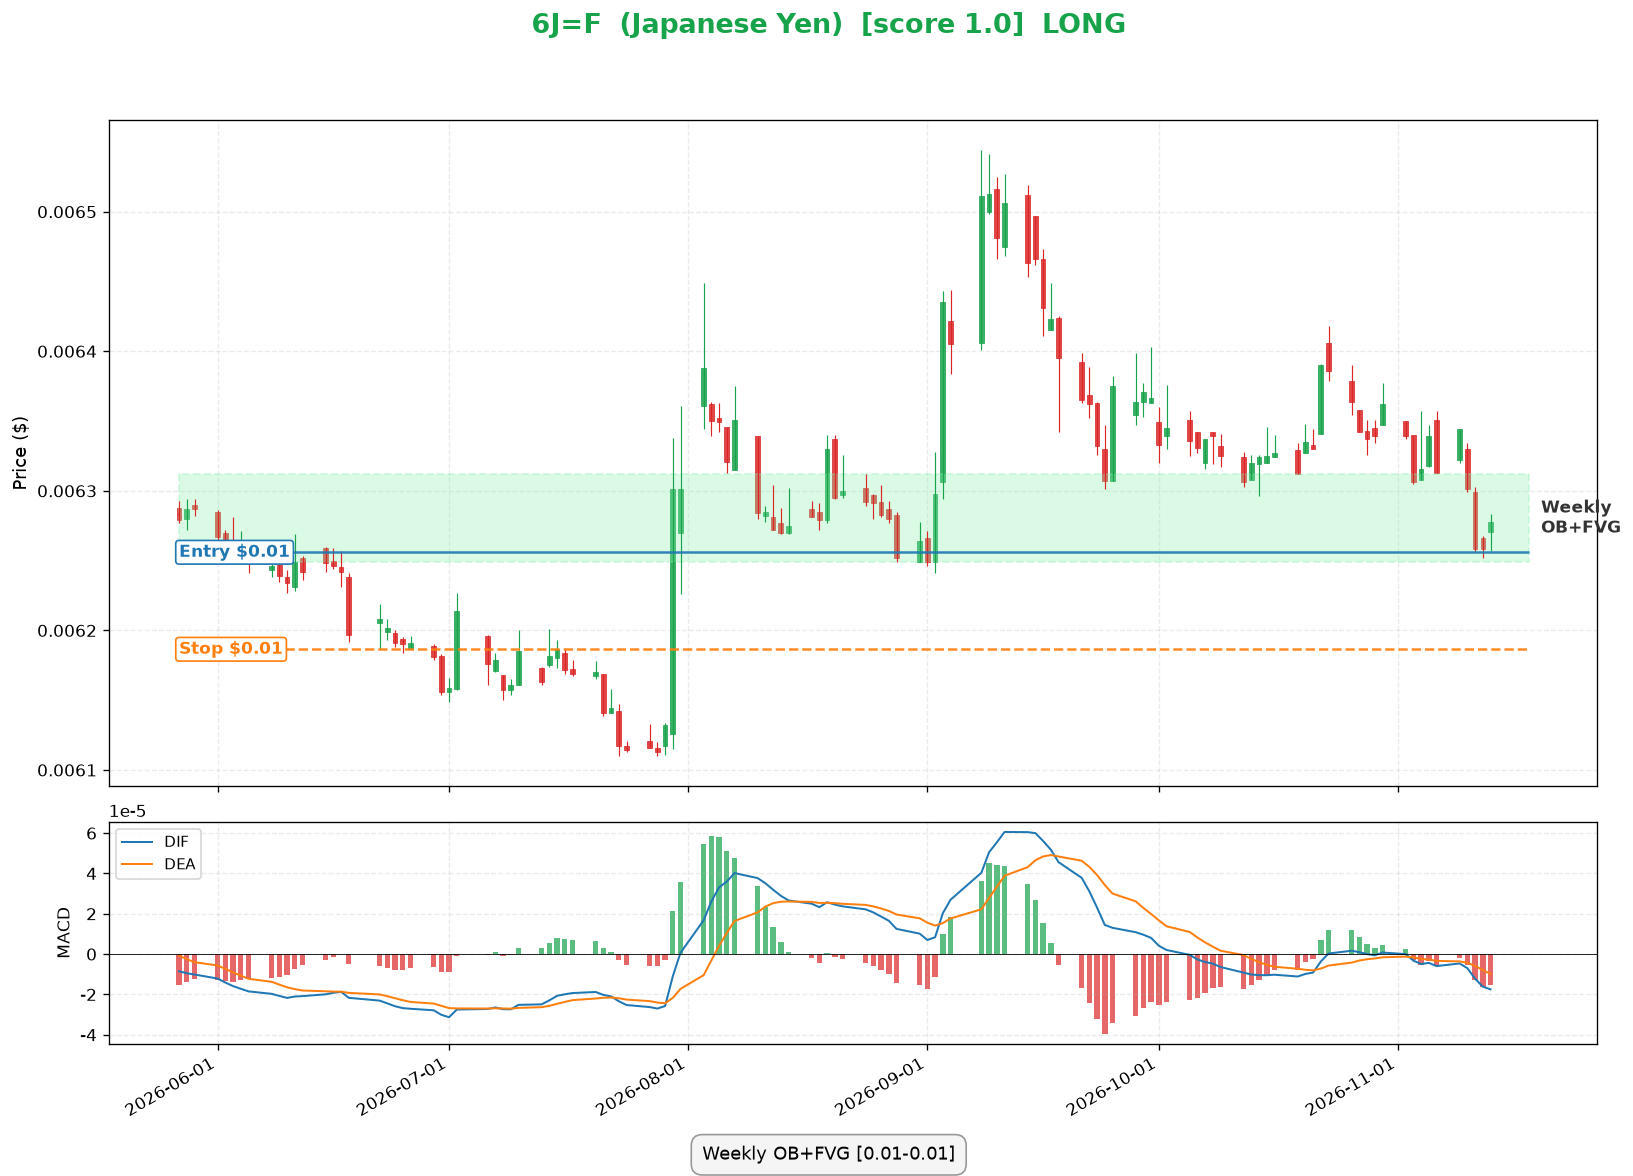 6J=F (Japanese Yen) [score 1.0] LONG
Price ($)
0.0065
0.0064
0.0063
0.0062
0.0061
Entry $0.01
Stop $0.01
Weekly
OB+FVG
1e-5
MACD
6
4
2
0
-2
-4
DIF
DEA
2026-06-01
2026-07-01
2026-08-01
2026-09-01
2026-10-01
2026-11-01
Weekly OB+FVG [0.01-0.01]